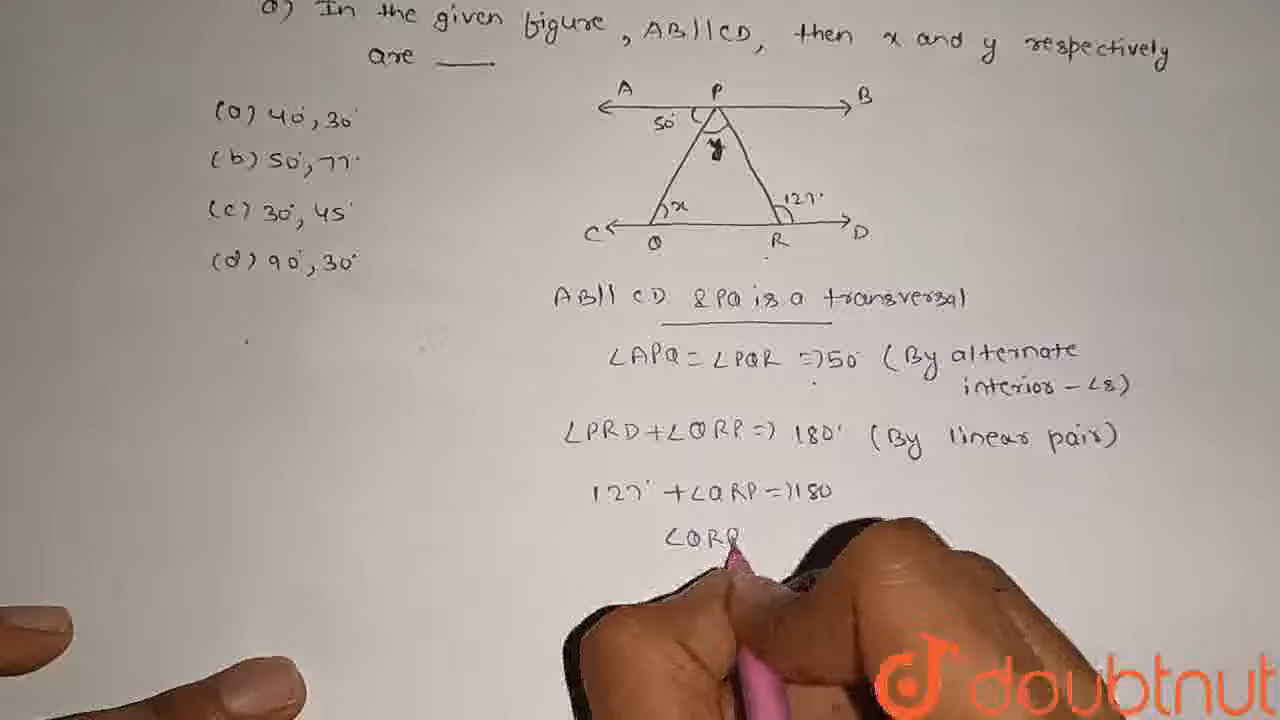 Q) In the given figure, AB||CD, then x and y respectively
are ___
(a) 40°, 30°
(b) 50°, 77°
(c) 30°, 45°
(d) 90°, 30°
A P B
50°
y
x 127°
C Q R D
AB||CD & PQ is a transversal
∠APQ = ∠PQR => 50° (By alternate
interior - ∠s)
∠PRD + ∠QRP => 180° (By linear pair)
127° + ∠QRP => 180
∠QRP
doubtnut